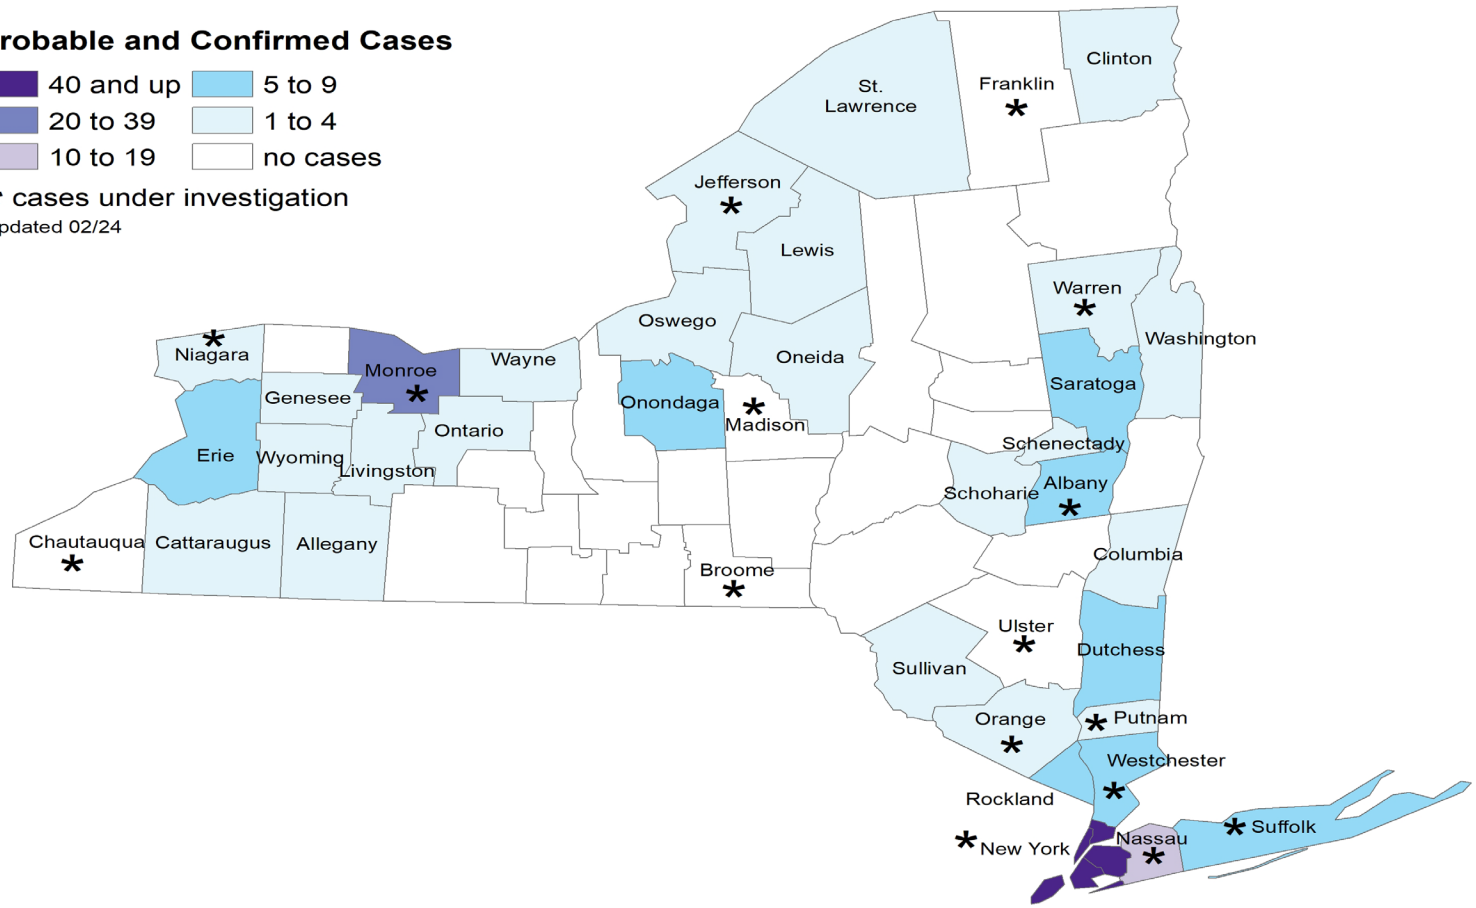 robable and Confirmed Cases
40 and up 5 to 9
20 to 39 1 to 4
10 to 19 no cases
* cases under investigation
pdated 02/24
Clinton
Franklin
*
St.
Lawrence
Jefferson
*
Lewis
Warren
*
Oswego
Washington
Niagara
*
Wayne
Oneida
Monroe
*
Saratoga
Genesee
Onondaga
*
Madison
Ontario
Schenectady
Erie
Wyoming
Livingston
Albany
*
Schoharie
Chautauqua
*
Cattaraugus
Allegany
Columbia
Broome
*
Ulster
*
Dutchess
Sullivan
Orange
*
* Putnam
Westchester
*
Rockland
* New York
Nassau
*
* Suffolk